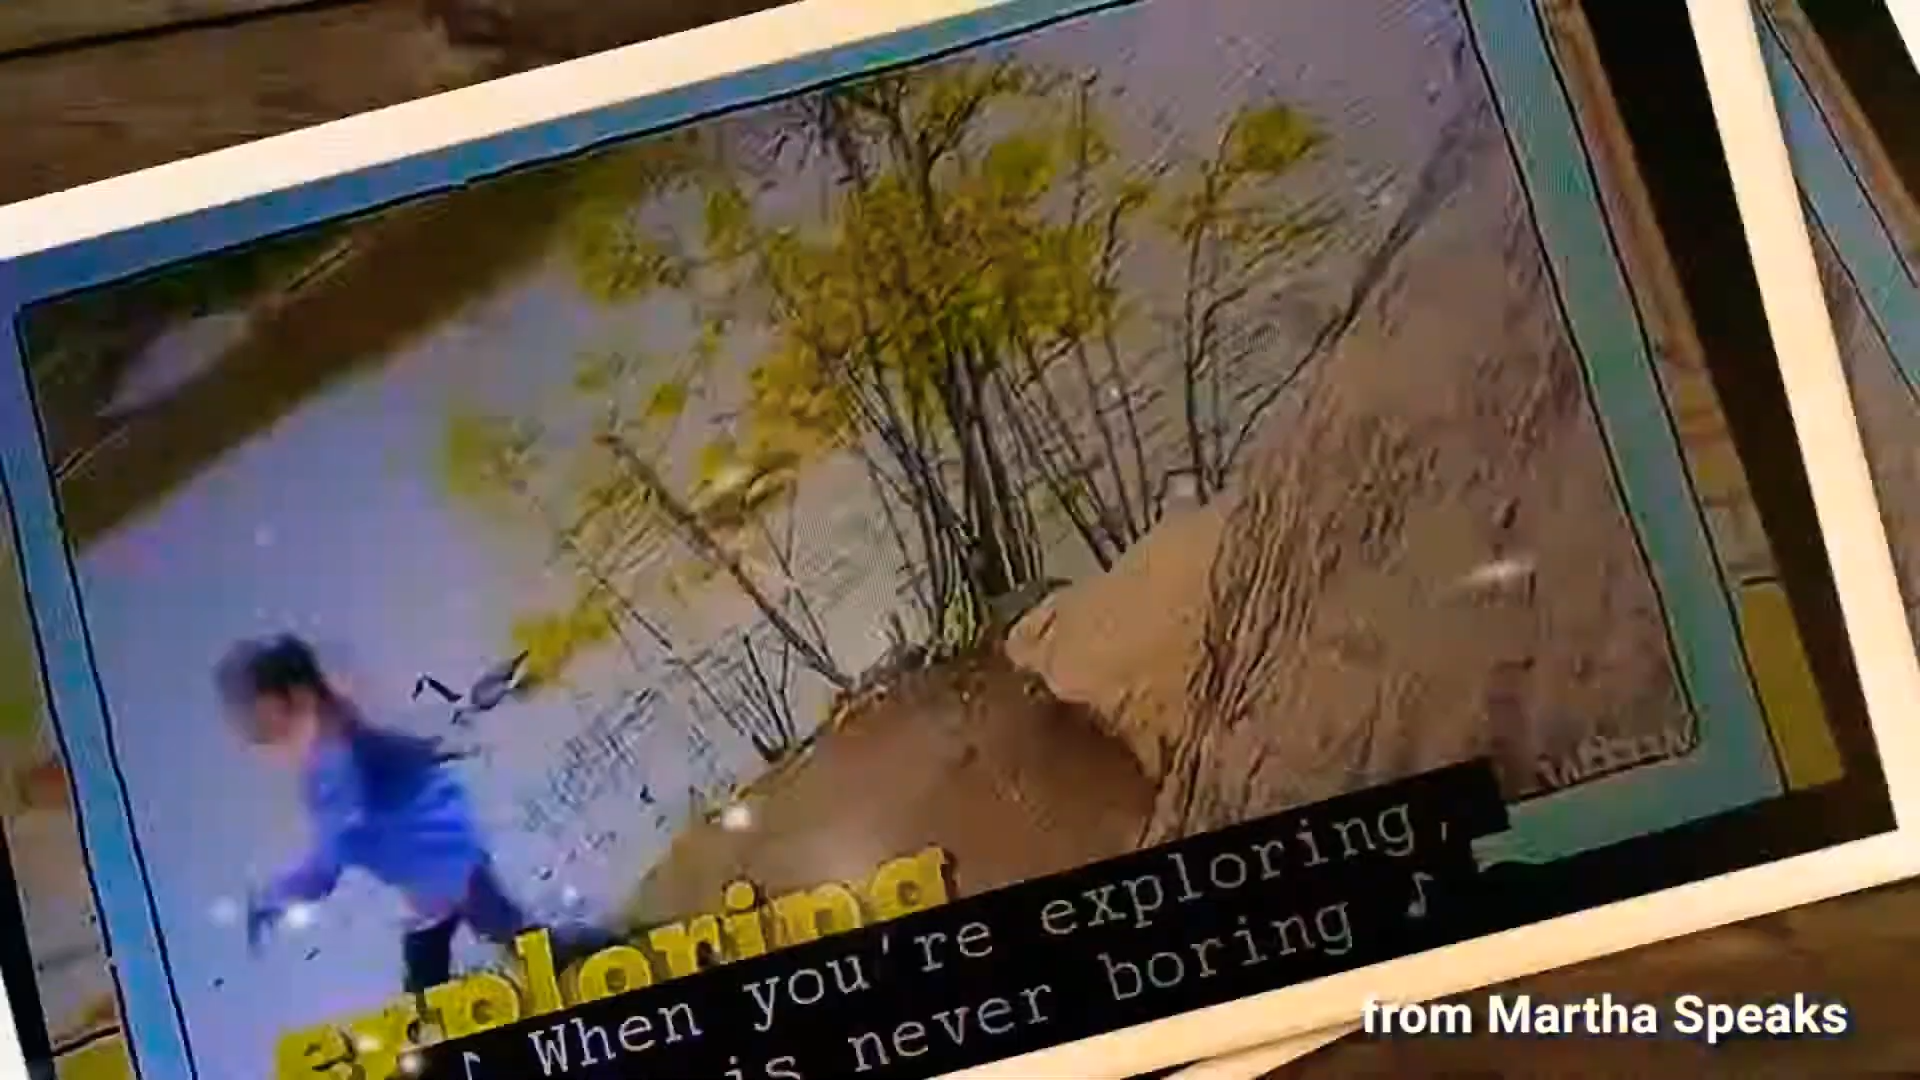 exploring
♪ When you're exploring,
is never boring ♪
from Martha Speaks